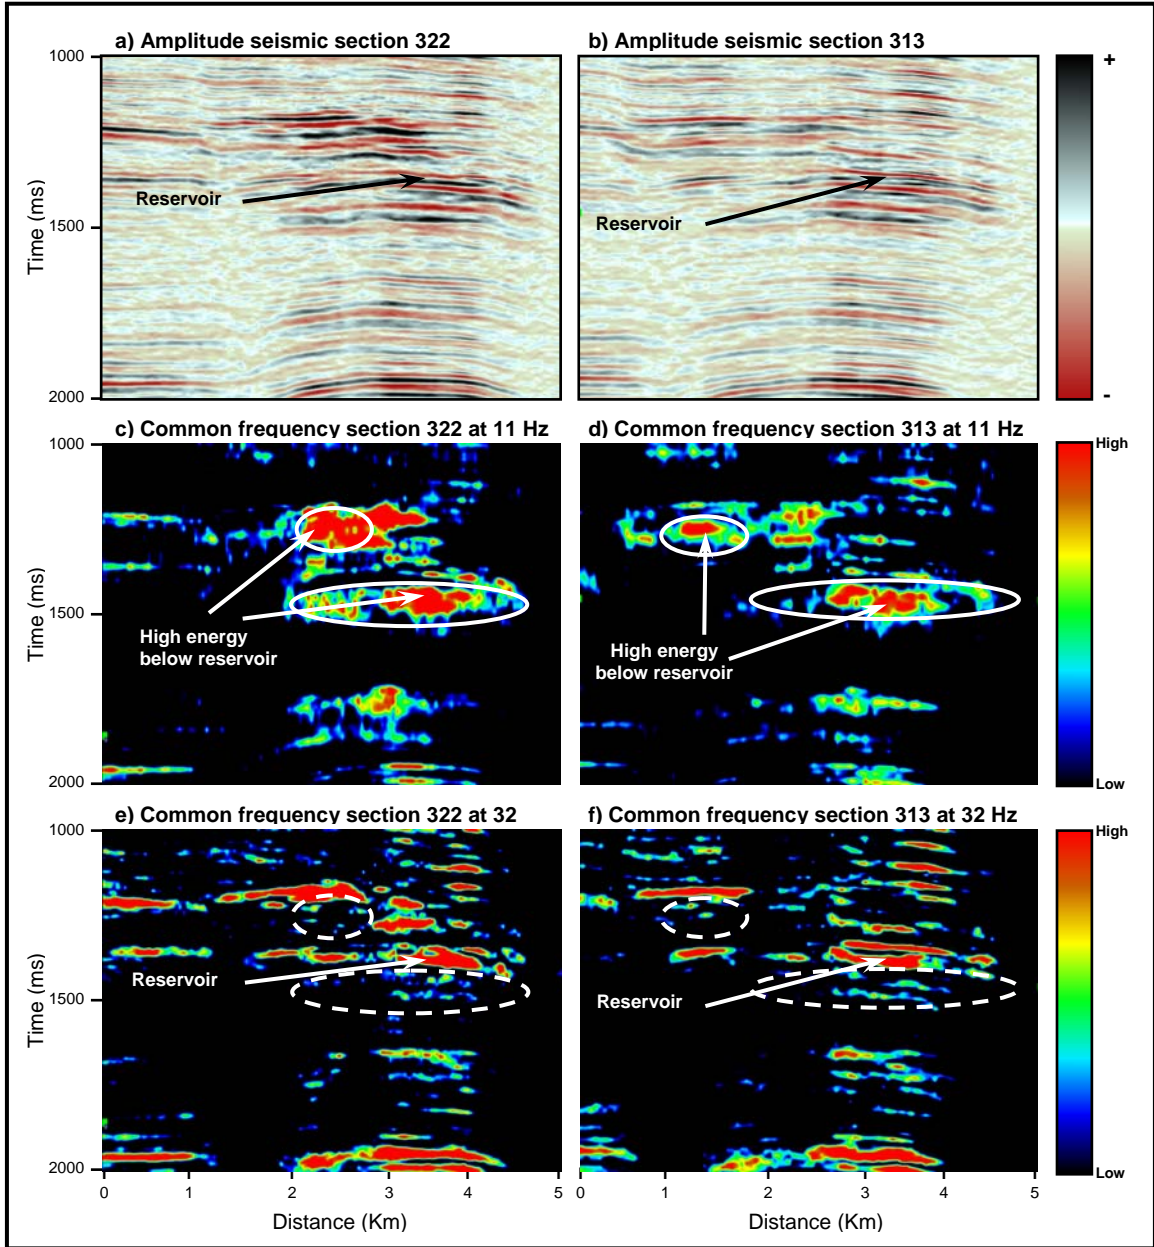 a) Amplitude seismic section 322
b) Amplitude seismic section 313
1000
+
Reservoir
Reservoir
Time (ms)
1500
2000
-
c) Common frequency section 322 at 11 Hz
d) Common frequency section 313 at 11 Hz
1000
High
Time (ms)
1500
High energy
below reservoir
High energy
below reservoir
2000
Low
e) Common frequency section 322 at 32
f) Common frequency section 313 at 32 Hz
1000
High
Time (ms)
Reservoir
1500
Reservoir
2000
Low
0 1 2 3 4 5
0 1 2 3 4 5
Distance (Km)
Distance (Km)